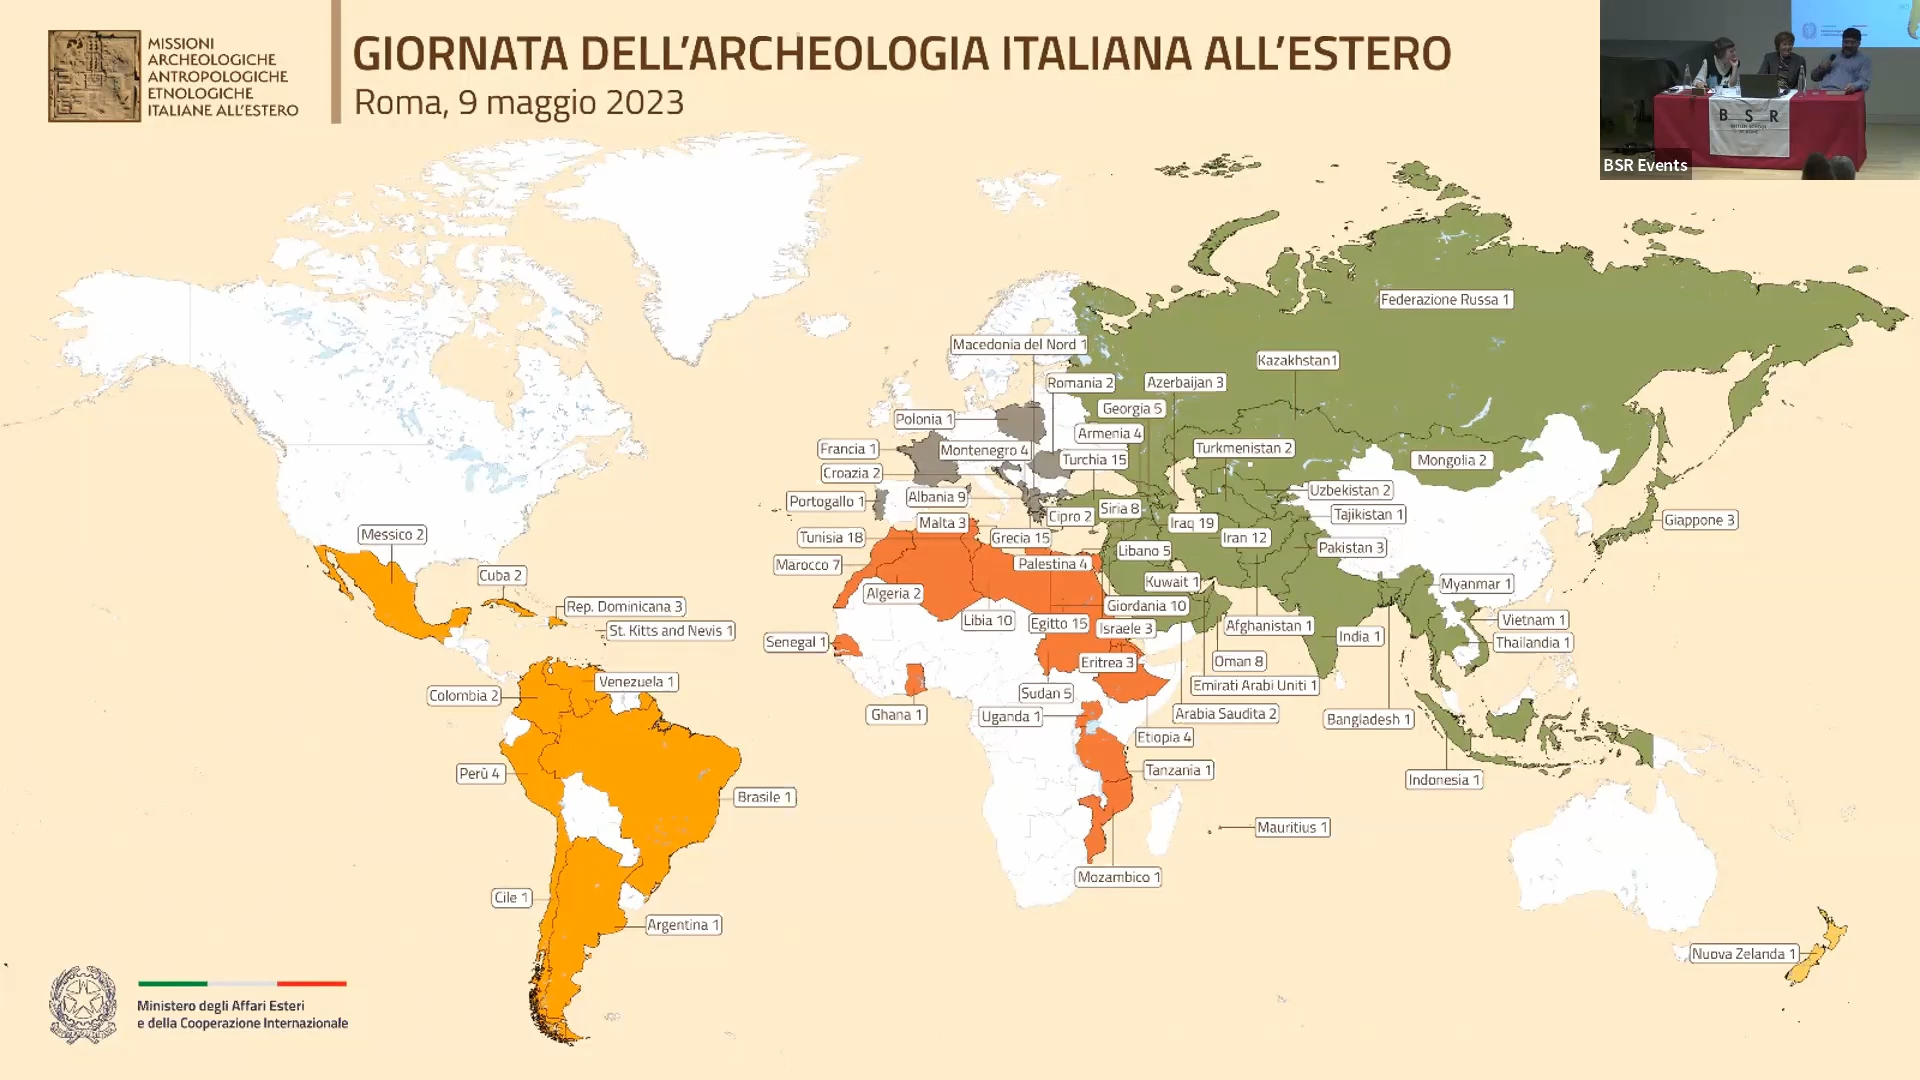 MISSIONI
ARCHEOLOGICHE
ANTROPOLOGICHE
ETNOLOGICHE
ITALIANE ALL'ESTERO
GIORNATA DELL'ARCHEOLOGIA ITALIANA ALL'ESTERO
Roma, 9 maggio 2023
B S R
BSR Events
Federazione Russa 1
Macedonia del Nord 1
Kazakhstan1
Romania 2
Azerbaijan 3
Georgia 5
Polonia 1
Armenia 4
Francia 1
Montenegro 4
Turkmenistan 2
Turchia 15
Mongolia 2
Croazia 2
Uzbekistan 2
Portogallo 1
Albania 9
Siria 8
Cipro 2
Tajikistan 1
Malta 3
Iraq 19
Giappone 3
Messico 2
Tunisia 18
Grecia 15
Iran 12
Pakistan 3
Libano 5
Marocco 7
Palestina 4
Cuba 2
Kuwait 1
Myanmar 1
Algeria 2
Rep. Dominicana 3
Giordania 10
Libia 10
Egitto 15
Israele 3
Afghanistan 1
Vietnam 1
St. Kitts and Nevis 1
India 1
Thailandia 1
Senegal 1
Eritrea 3
Oman 8
Venezuela 1
Emirati Arabi Uniti 1
Colombia 2
Sudan 5
Ghana 1
Uganda 1
Arabia Saudita 2
Bangladesh 1
Etiopia 4
Perù 4
Tanzania 1
Indonesia 1
Brasile 1
Mauritius 1
Mozambico 1
Cile 1
Argentina 1
Nuova Zelanda 1
Ministero degli Affari Esteri
e della Cooperazione Internazionale